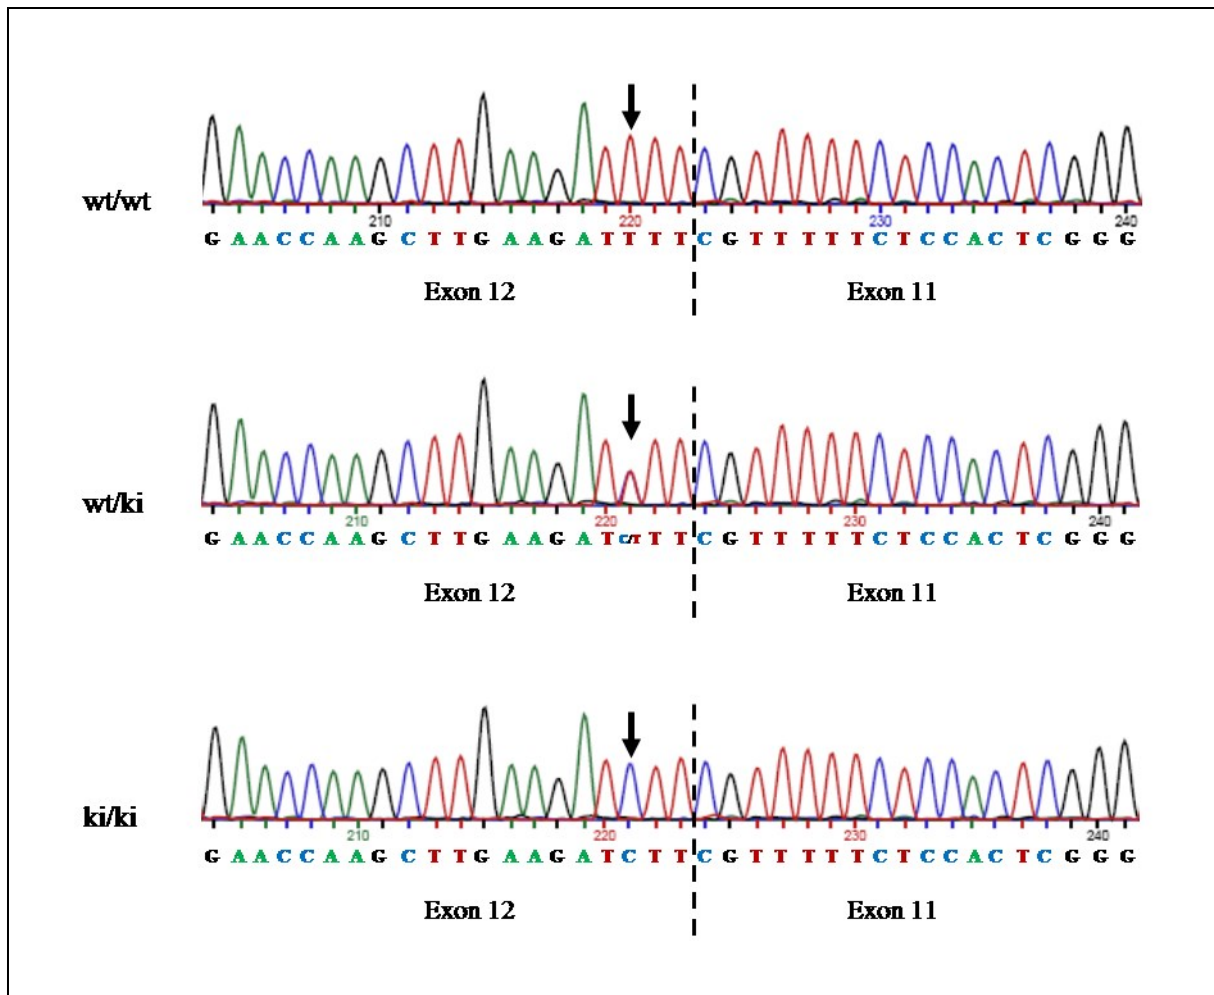 wt/wt
210 220 230 240
G A A C C A A G C T T G A A G A T T T T C G T T T T T C T C C A C T C G G G
Exon 12 Exon 11
wt/ki
210 220 230 240
G A A C C A A G C T T G A A G A T C/T T T C G T T T T T C T C C A C T C G G G
Exon 12 Exon 11
ki/ki
210 220 230 240
G A A C C A A G C T T G A A G A T C T T C G T T T T T C T C C A C T C G G G
Exon 12 Exon 11